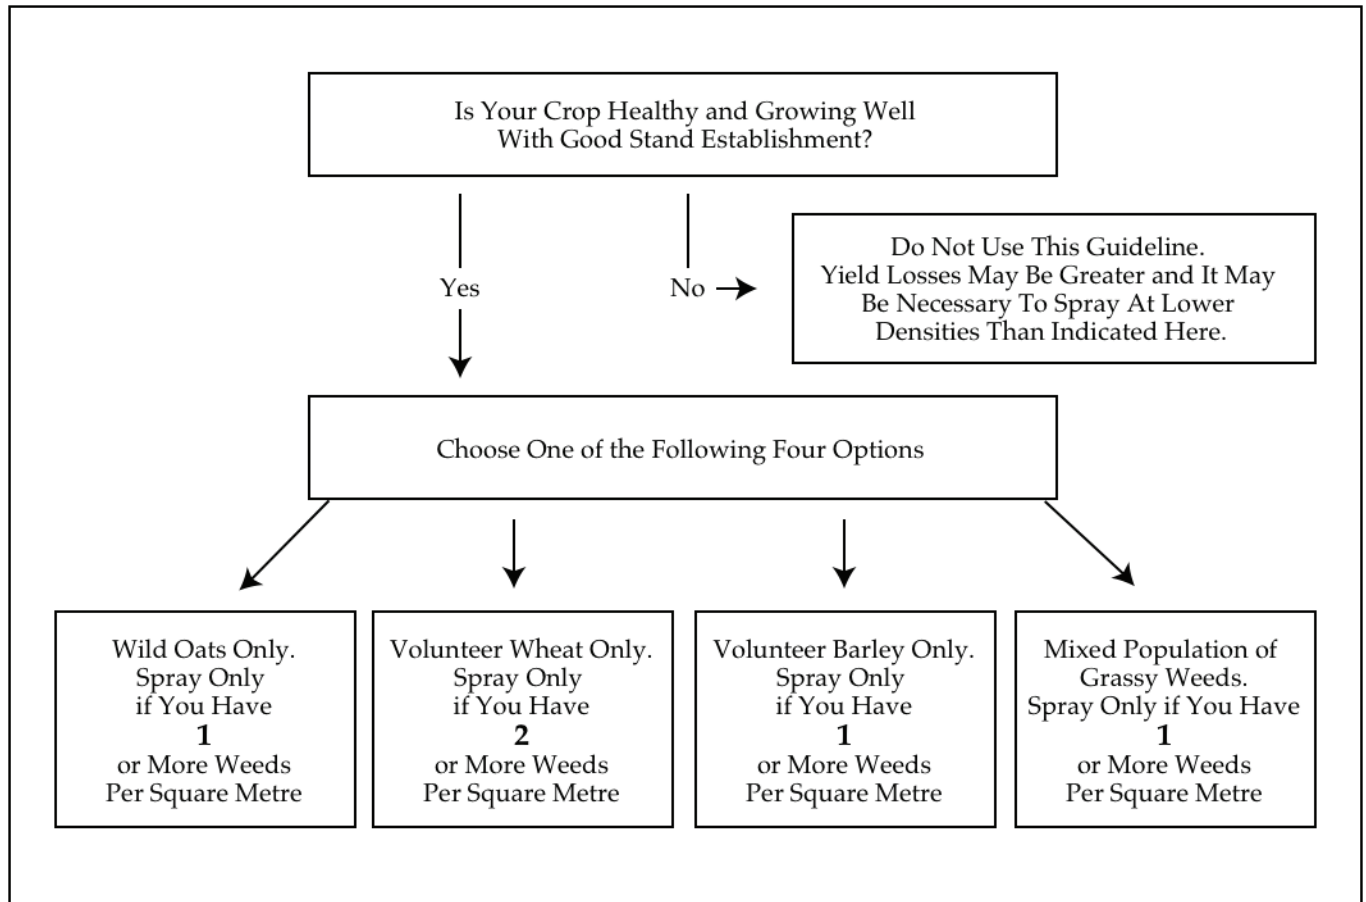 Is Your Crop Healthy and Growing Well
With Good Stand Establishment?
Yes
No
Do Not Use This Guideline.
Yield Losses May Be Greater and It May
Be Necessary To Spray At Lower
Densities Than Indicated Here.
Choose One of the Following Four Options
Wild Oats Only.
Spray Only
if You Have
1
or More Weeds
Per Square Metre
Volunteer Wheat Only.
Spray Only
if You Have
2
or More Weeds
Per Square Metre
Volunteer Barley Only.
Spray Only
if You Have
1
or More Weeds
Per Square Metre
Mixed Population of
Grassy Weeds.
Spray Only if You Have
1
or More Weeds
Per Square Metre